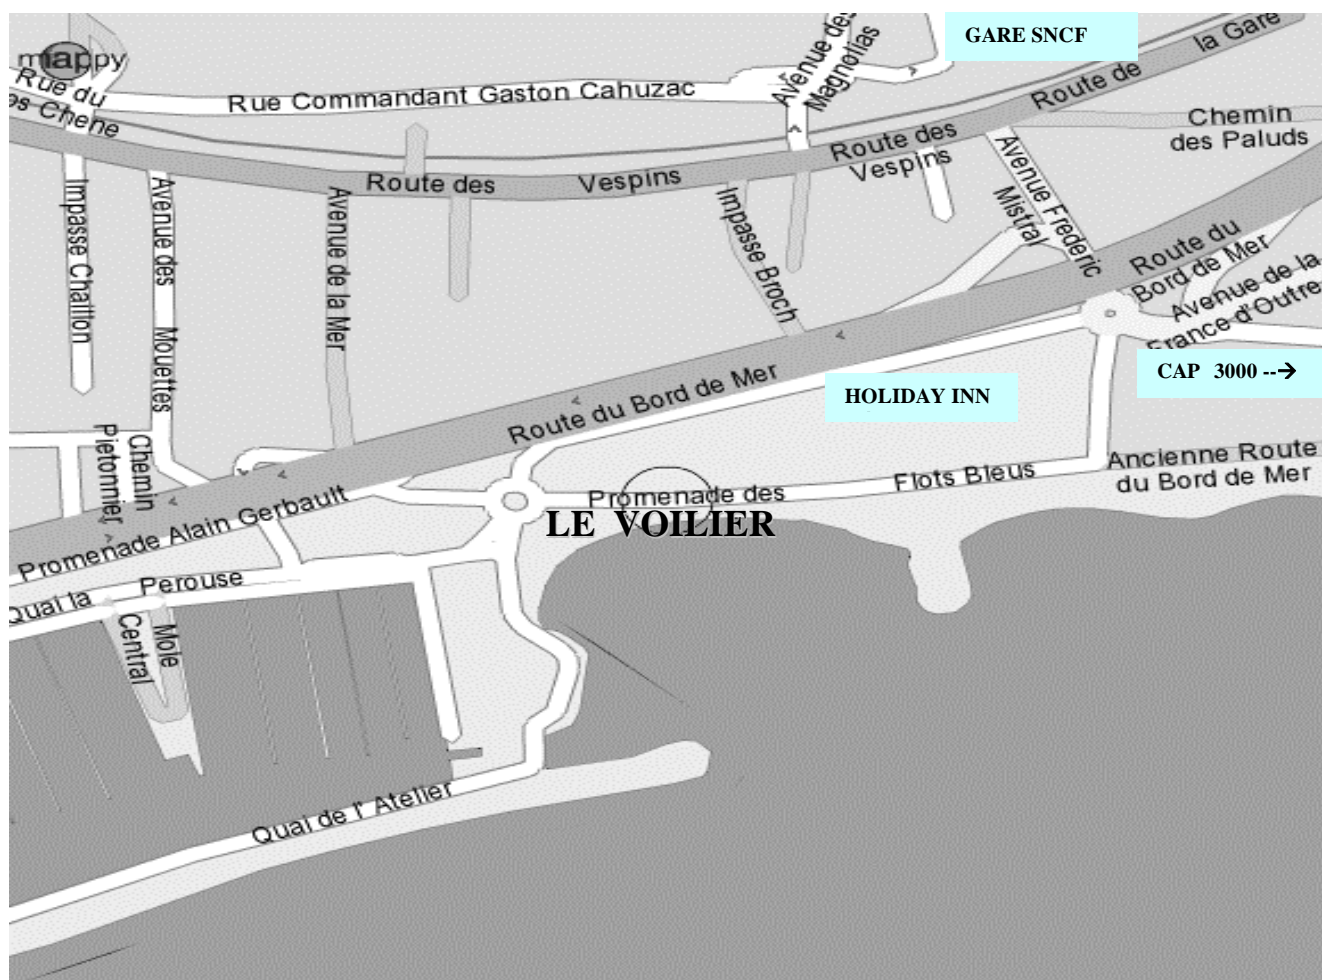 GARE SNCF
mappy
Rue du
os Chene
Rue Commandant Gaston Cahuzac
Avenue des
Magnolias
Route de
la Gare
Chemin
des Paluds
Route des
Vespins
Route des
Vespins
Avenue Frederic
Mistral
Impasse Chaillon
Avenue des
Mouettes
Avenue de la Mer
Impasse Broch
Route du
Bord de Mer
Avenue de la
France d'Outre
CAP 3000 --→
HOLIDAY INN
Route du Bord de Mer
Chemin
Pietonnier
Promenade Alain Gerbault
Promenade des
Flots Bleus
Ancienne Route
du Bord de Mer
LE VOILIER
Quai la
Perouse
Mole
Central
Quai de l' Atelier